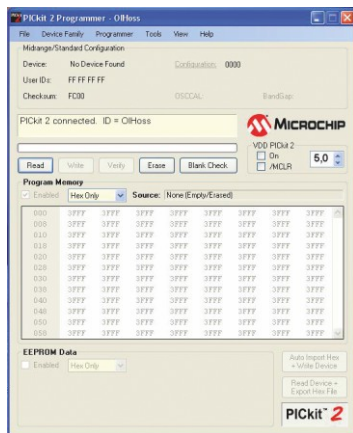 PICkit 2 Programmer - OlHoss
File Device Family Programmer Tools View Help
Midrange/Standard Configuration
Device: No Device Found Configuration: 0000
User IDs: FF FF FF FF
Checksum: FC00 OSCCAL: BandGap:
PICkit 2 connected. ID = OlHoss
MICROCHIP
VDD PICkit 2
On
/MCLR
5,0
Read Write Verify Erase Blank Check
Program Memory
Enabled Hex Only Source: None (Empty/Erased)
000 3FFF 3FFF 3FFF 3FFF 3FFF 3FFF 3FFF 3FFF
008 3FFF 3FFF 3FFF 3FFF 3FFF 3FFF 3FFF 3FFF
010 3FFF 3FFF 3FFF 3FFF 3FFF 3FFF 3FFF 3FFF
018 3FFF 3FFF 3FFF 3FFF 3FFF 3FFF 3FFF 3FFF
020 3FFF 3FFF 3FFF 3FFF 3FFF 3FFF 3FFF 3FFF
028 3FFF 3FFF 3FFF 3FFF 3FFF 3FFF 3FFF 3FFF
030 3FFF 3FFF 3FFF 3FFF 3FFF 3FFF 3FFF 3FFF
038 3FFF 3FFF 3FFF 3FFF 3FFF 3FFF 3FFF 3FFF
040 3FFF 3FFF 3FFF 3FFF 3FFF 3FFF 3FFF 3FFF
048 3FFF 3FFF 3FFF 3FFF 3FFF 3FFF 3FFF 3FFF
050 3FFF 3FFF 3FFF 3FFF 3FFF 3FFF 3FFF 3FFF
058 3FFF 3FFF 3FFF 3FFF 3FFF 3FFF 3FFF 3FFF
EEPROM Data
Enabled Hex Only
Auto Import Hex
+ Write Device
Read Device +
Export Hex File
PICkit™ 2